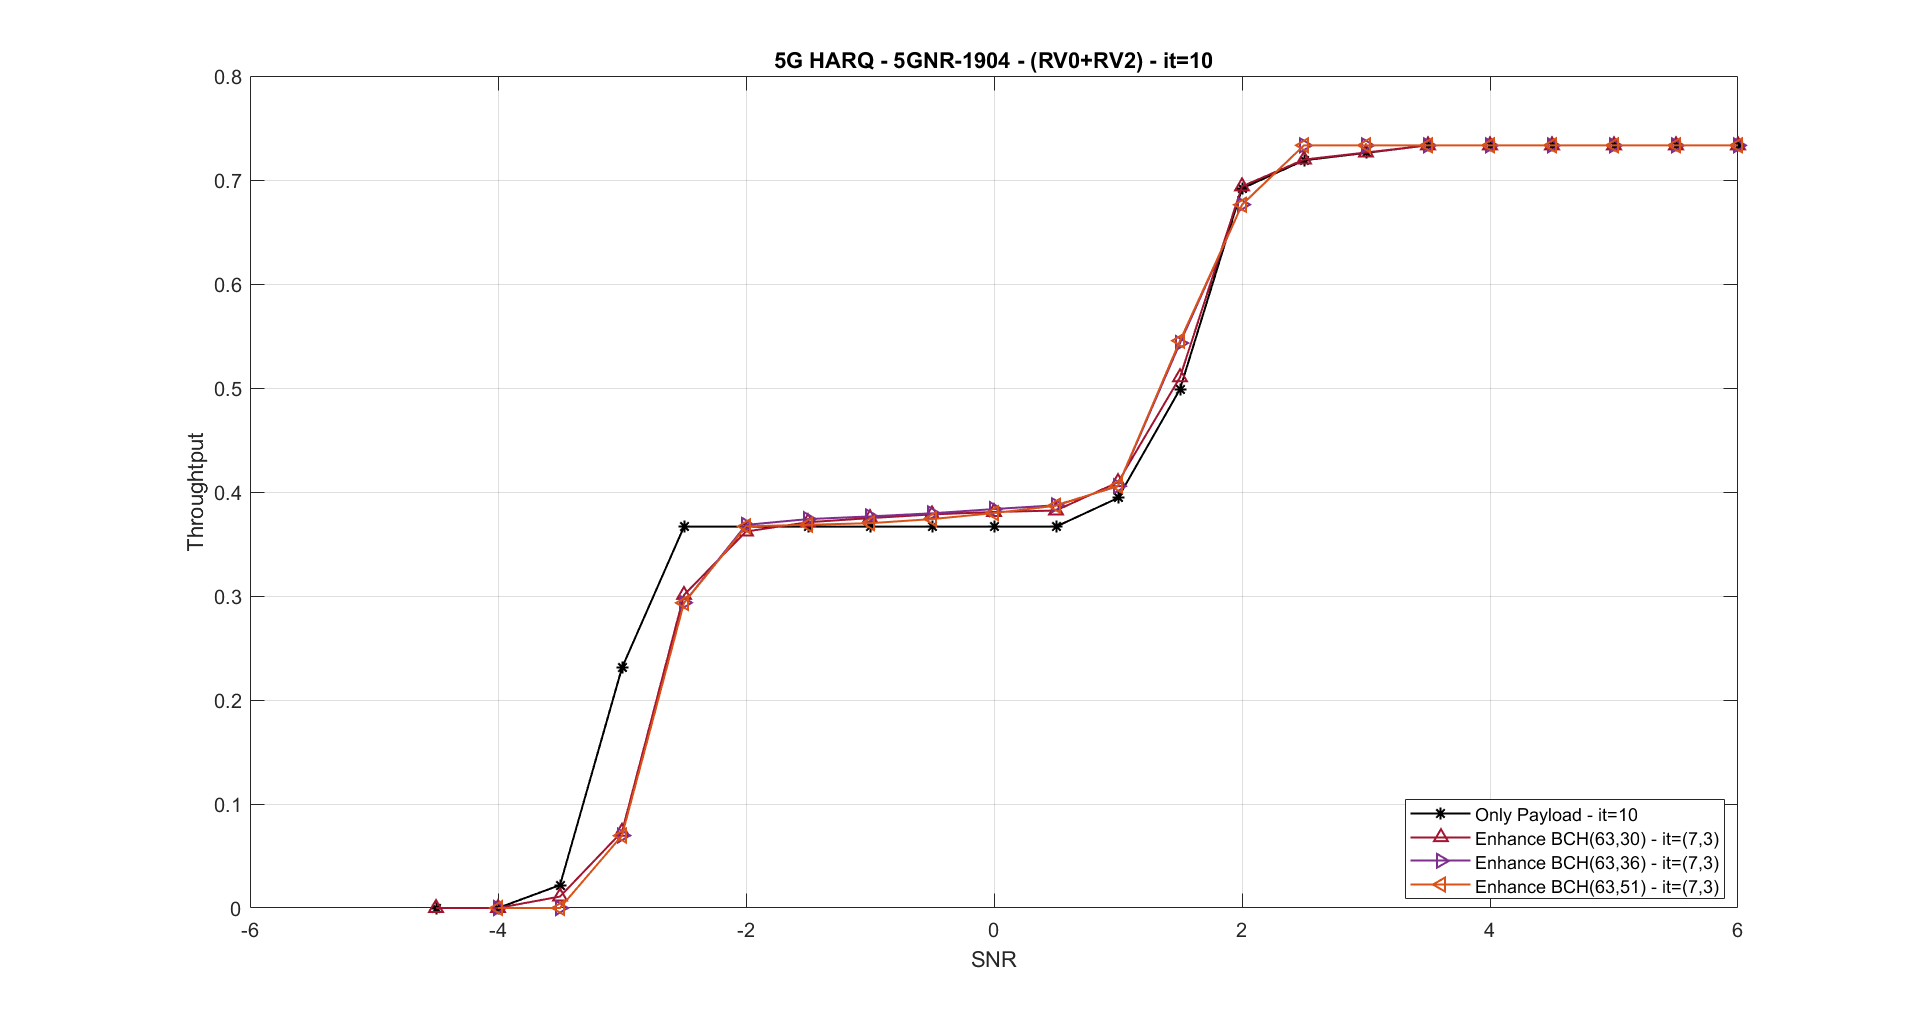 5G HARQ - 5GNR-1904 - (RV0+RV2) - it=10
0.8
0.7
0.6
0.5
0.4
0.3
0.2
0.1
0
Throughtput
-6 -4 -2 0 2 4 6
SNR
Only Payload - it=10
Enhance BCH(63,30) - it=(7,3)
Enhance BCH(63,36) - it=(7,3)
Enhance BCH(63,51) - it=(7,3)